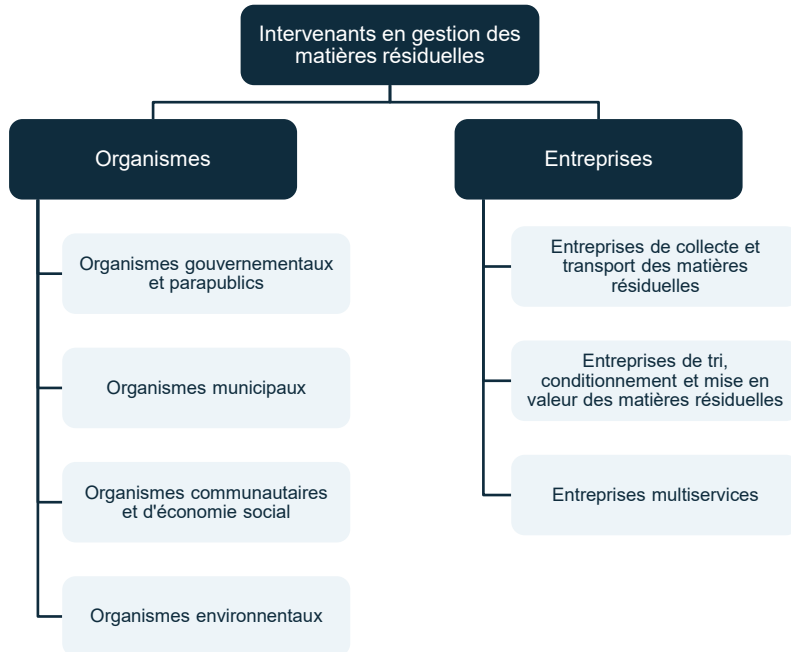 Intervenants en gestion des
matières résiduelles
Organismes
Organismes gouvernementaux
et parapublics
Organismes municipaux
Organismes communautaires
et d'économie social
Organismes environnentaux
Entreprises
Entreprises de collecte et
transport des matières
résiduelles
Entreprises de tri,
conditionnement et mise en
valeur des matières résiduelles
Entreprises multiservices